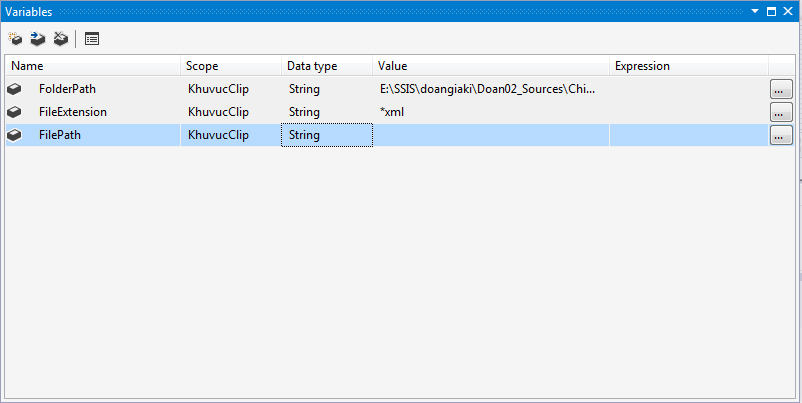 Variables
Name Scope Data type Value Expression
FolderPath KhuvucClip String E:\SSIS\doangiaki\Doan02_Sources\Chi... ...
FileExtension KhuvucClip String *xml ...
FilePath KhuvucClip String ...